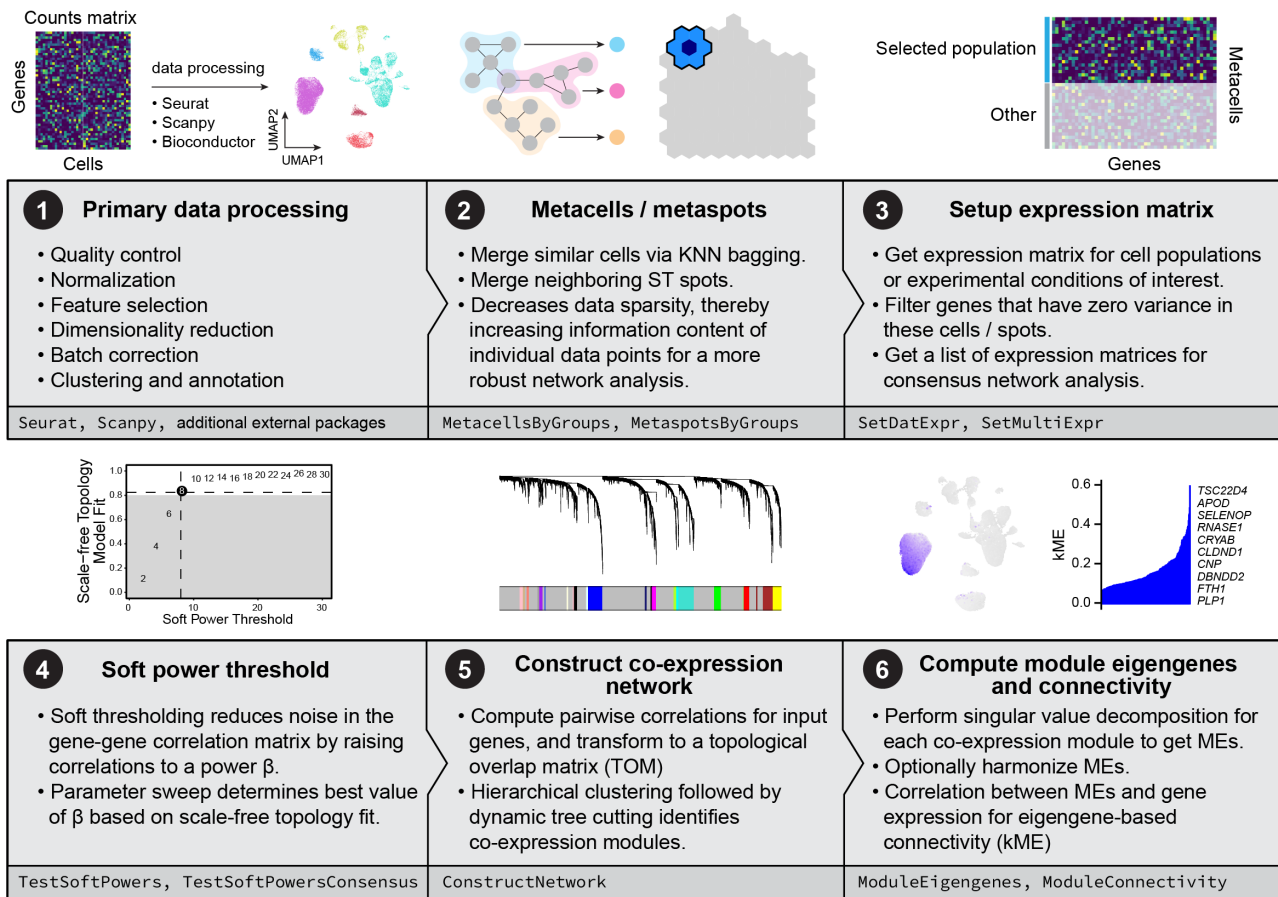 Counts matrix
Genes
Cells
data processing
• Seurat
• Scanpy
• Bioconductor
UMAP2
UMAP1
Selected population
Other
Metacells
Genes
1 Primary data processing
• Quality control
• Normalization
• Feature selection
• Dimensionality reduction
• Batch correction
• Clustering and annotation
Seurat, Scanpy, additional external packages
2 Metacells / metaspots
• Merge similar cells via KNN bagging.
• Merge neighboring ST spots.
• Decreases data sparsity, thereby
increasing information content of
individual data points for a more
robust network analysis.
MetacellsByGroups, MetaspotsByGroups
3 Setup expression matrix
• Get expression matrix for cell populations
or experimental conditions of interest.
• Filter genes that have zero variance in
these cells / spots.
• Get a list of expression matrices for
consensus network analysis.
SetDatExpr, SetMultiExpr
Scale-free Topology
Model Fit
1.0
0.8
0.6
0.4
0.2
0.0
2
4
6
8
10 12 14 16 18 20 22 24 26 28 30
0 10 20 30
Soft Power Threshold
kME
0.6
0.4
0.2
0.0
TSC22D4
APOD
SELENOP
RNASE1
CRYAB
CLDND1
CNP
DBNDD2
FTH1
PLP1
4 Soft power threshold
• Soft thresholding reduces noise in the
gene-gene correlation matrix by raising
correlations to a power β.
• Parameter sweep determines best value
of β based on scale-free topology fit.
TestSoftPowers, TestSoftPowersConsensus
5 Construct co-expression
network
• Compute pairwise correlations for input
genes, and transform to a topological
overlap matrix (TOM)
• Hierarchical clustering followed by
dynamic tree cutting identifies
co-expression modules.
ConstructNetwork
6 Compute module eigengenes
and connectivity
• Perform singular value decomposition for
each co-expression module to get MEs.
• Optionally harmonize MEs.
• Correlation between MEs and gene
expression for eigengene-based
connectivity (kME)
ModuleEigengenes, ModuleConnectivity